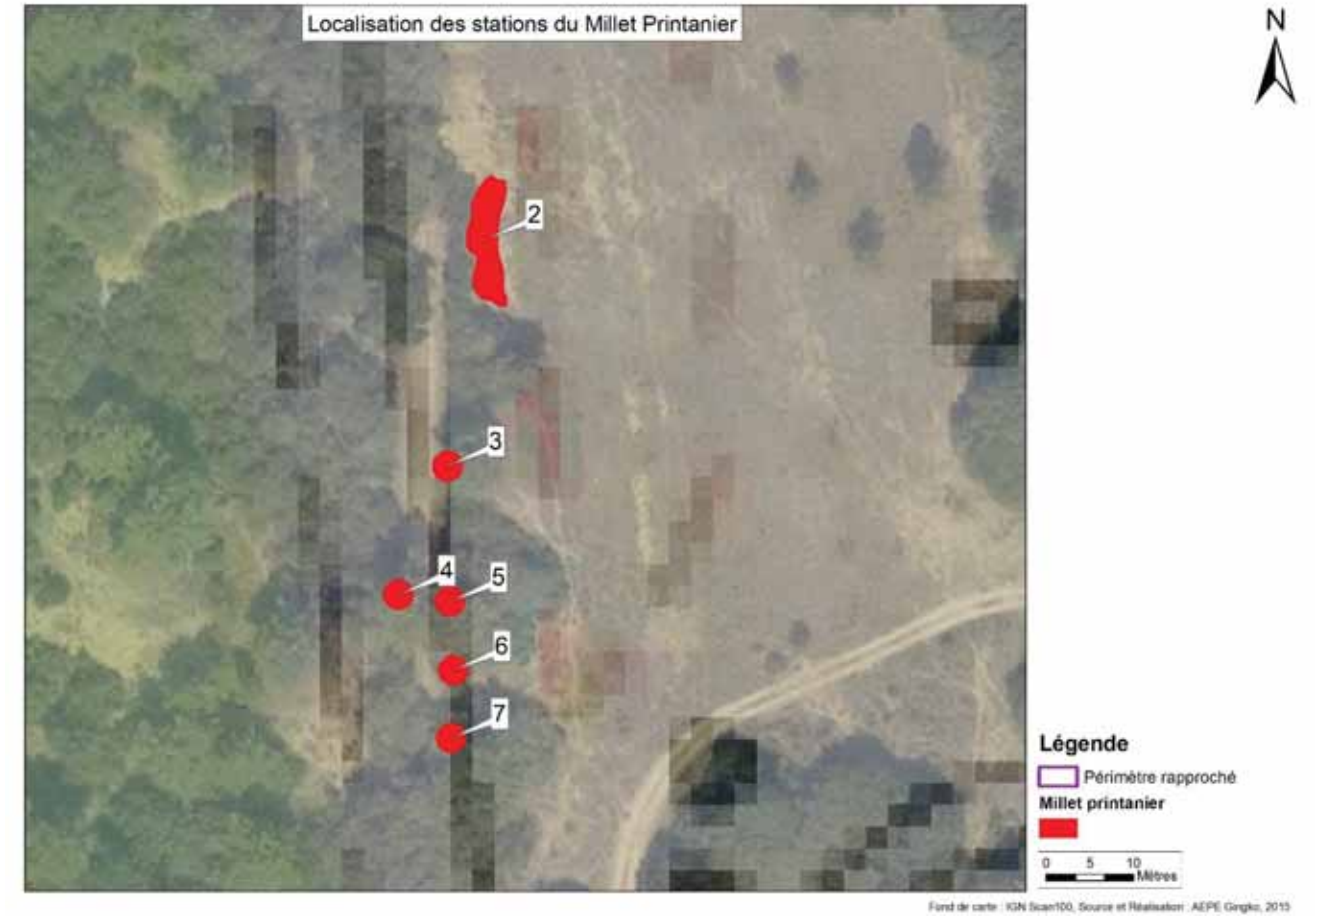 Localisation des stations du Millet Printanier
N
2
3
4
5
6
7
Légende
Périmètre rapproché
Millet printanier
0 5 10
Mètres
Fond de carte : IGN Scan100, Source et Réalisation : AEPE Gingko, 2015